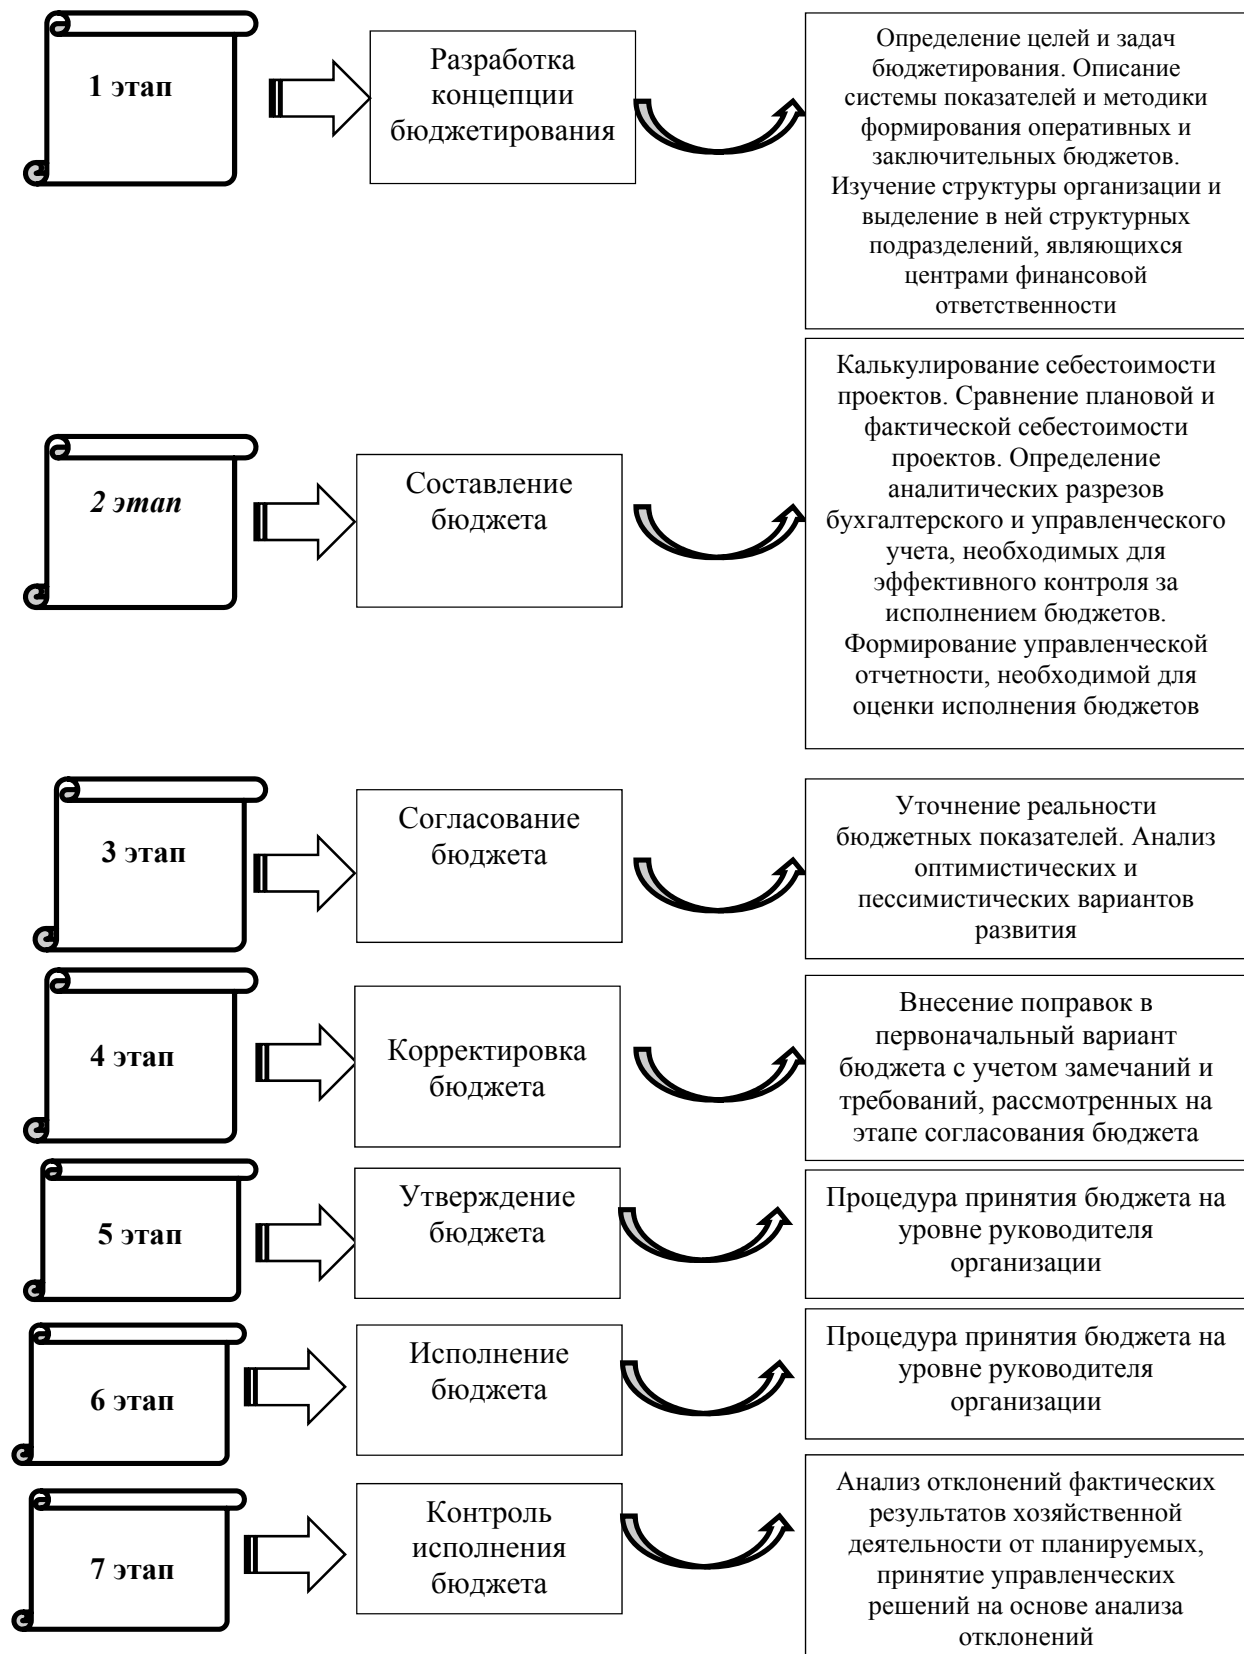 1 этап
Разработка
концепции
бюджетирования
Определение целей и задач
бюджетирования. Описание
системы показателей и методики
формирования оперативных и
заключительных бюджетов.
Изучение структуры организации и
выделение в ней структурных
подразделений, являющихся
центрами финансовой
ответственности
2 этап
Составление
бюджета
Калькулирование себестоимости
проектов. Сравнение плановой и
фактической себестоимости
проектов. Определение
аналитических разрезов
бухгалтерского и управленческого
учета, необходимых для
эффективного контроля за
исполнением бюджетов.
Формирование управленческой
отчетности, необходимой для
оценки исполнения бюджетов
3 этап
Согласование
бюджета
Уточнение реальности
бюджетных показателей. Анализ
оптимистических и
пессимистических вариантов
развития
4 этап
Корректировка
бюджета
Внесение поправок в
первоначальный вариант
бюджета с учетом замечаний и
требований, рассмотренных на
этапе согласования бюджета
5 этап
Утверждение
бюджета
Процедура принятия бюджета на
уровне руководителя
организации
6 этап
Исполнение
бюджета
Процедура принятия бюджета на
уровне руководителя
организации
7 этап
Контроль
исполнения
бюджета
Анализ отклонений фактических
результатов хозяйственной
деятельности от планируемых,
принятие управленческих
решений на основе анализа
отклонений